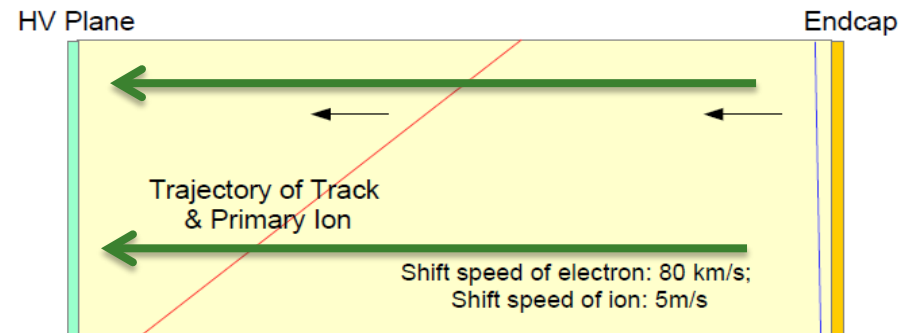 HV Plane
Endcap
Trajectory of Track
& Primary Ion
Shift speed of electron: 80 km/s;
Shift speed of ion: 5m/s